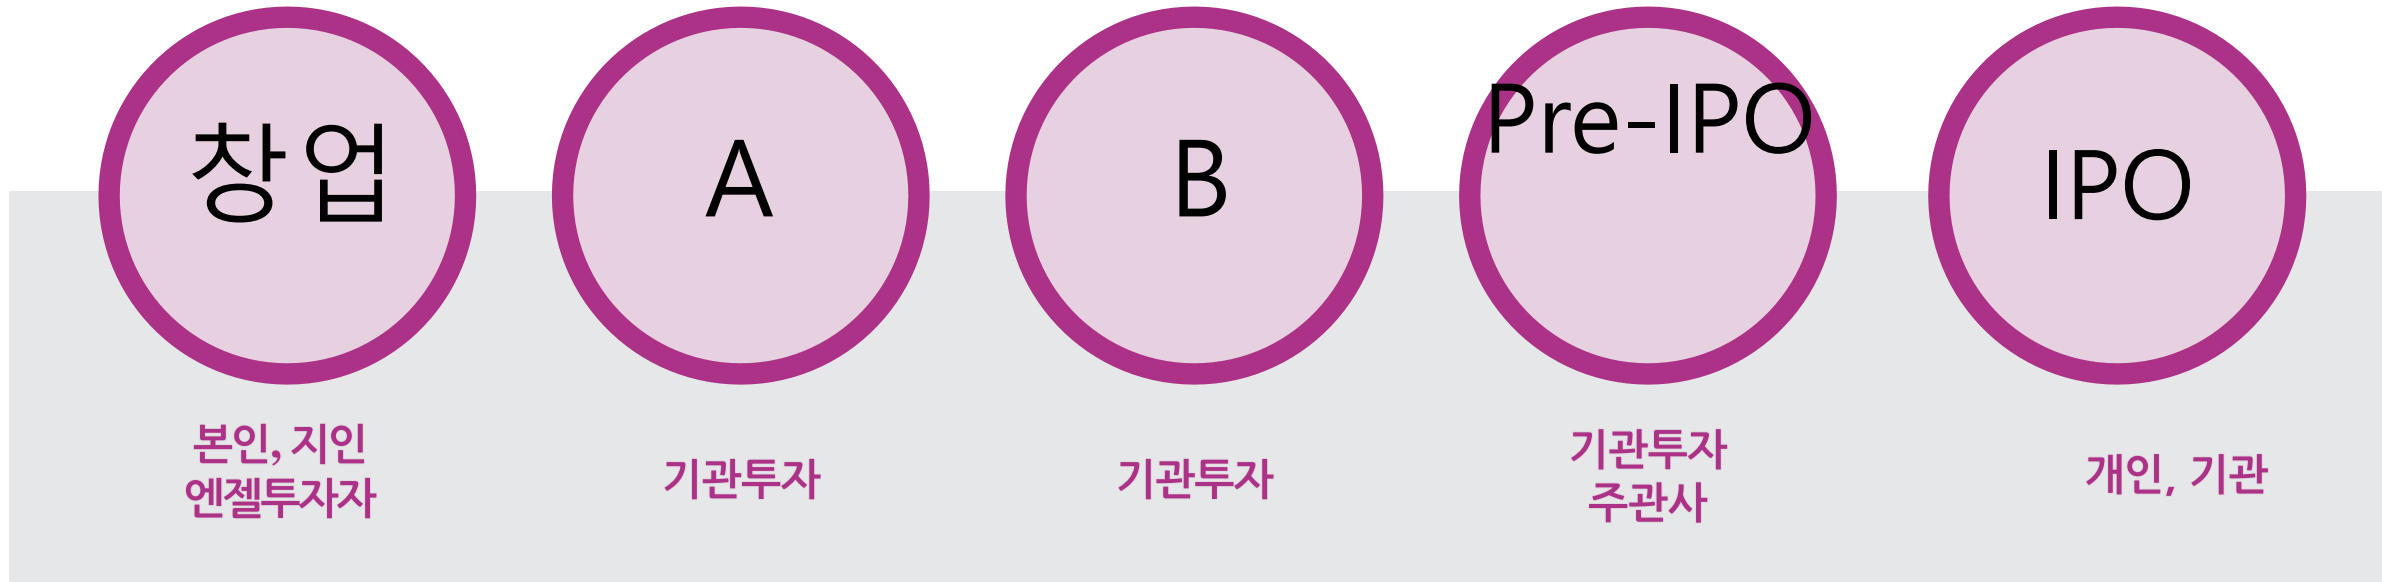 창업
A
B
Pre-IPO
IPO
본인, 지인
엔젤투자자
기관투자
기관투자
기관투자
주관사
개인, 기관